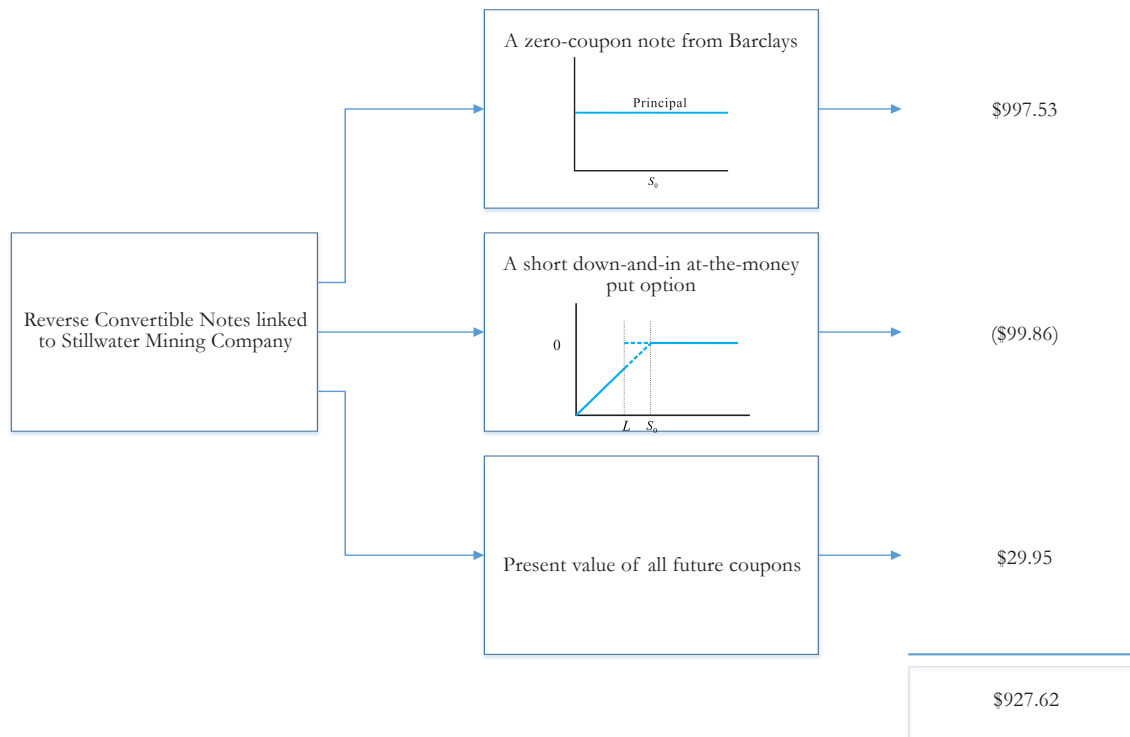 A zero-coupon note from Barclays
Principal
S₀
$997.53
Reverse Convertible Notes linked
to Stillwater Mining Company
A short down-and-in at-the-money
put option
0
L S₀
($99.86)
Present value of all future coupons
$29.95
$927.62